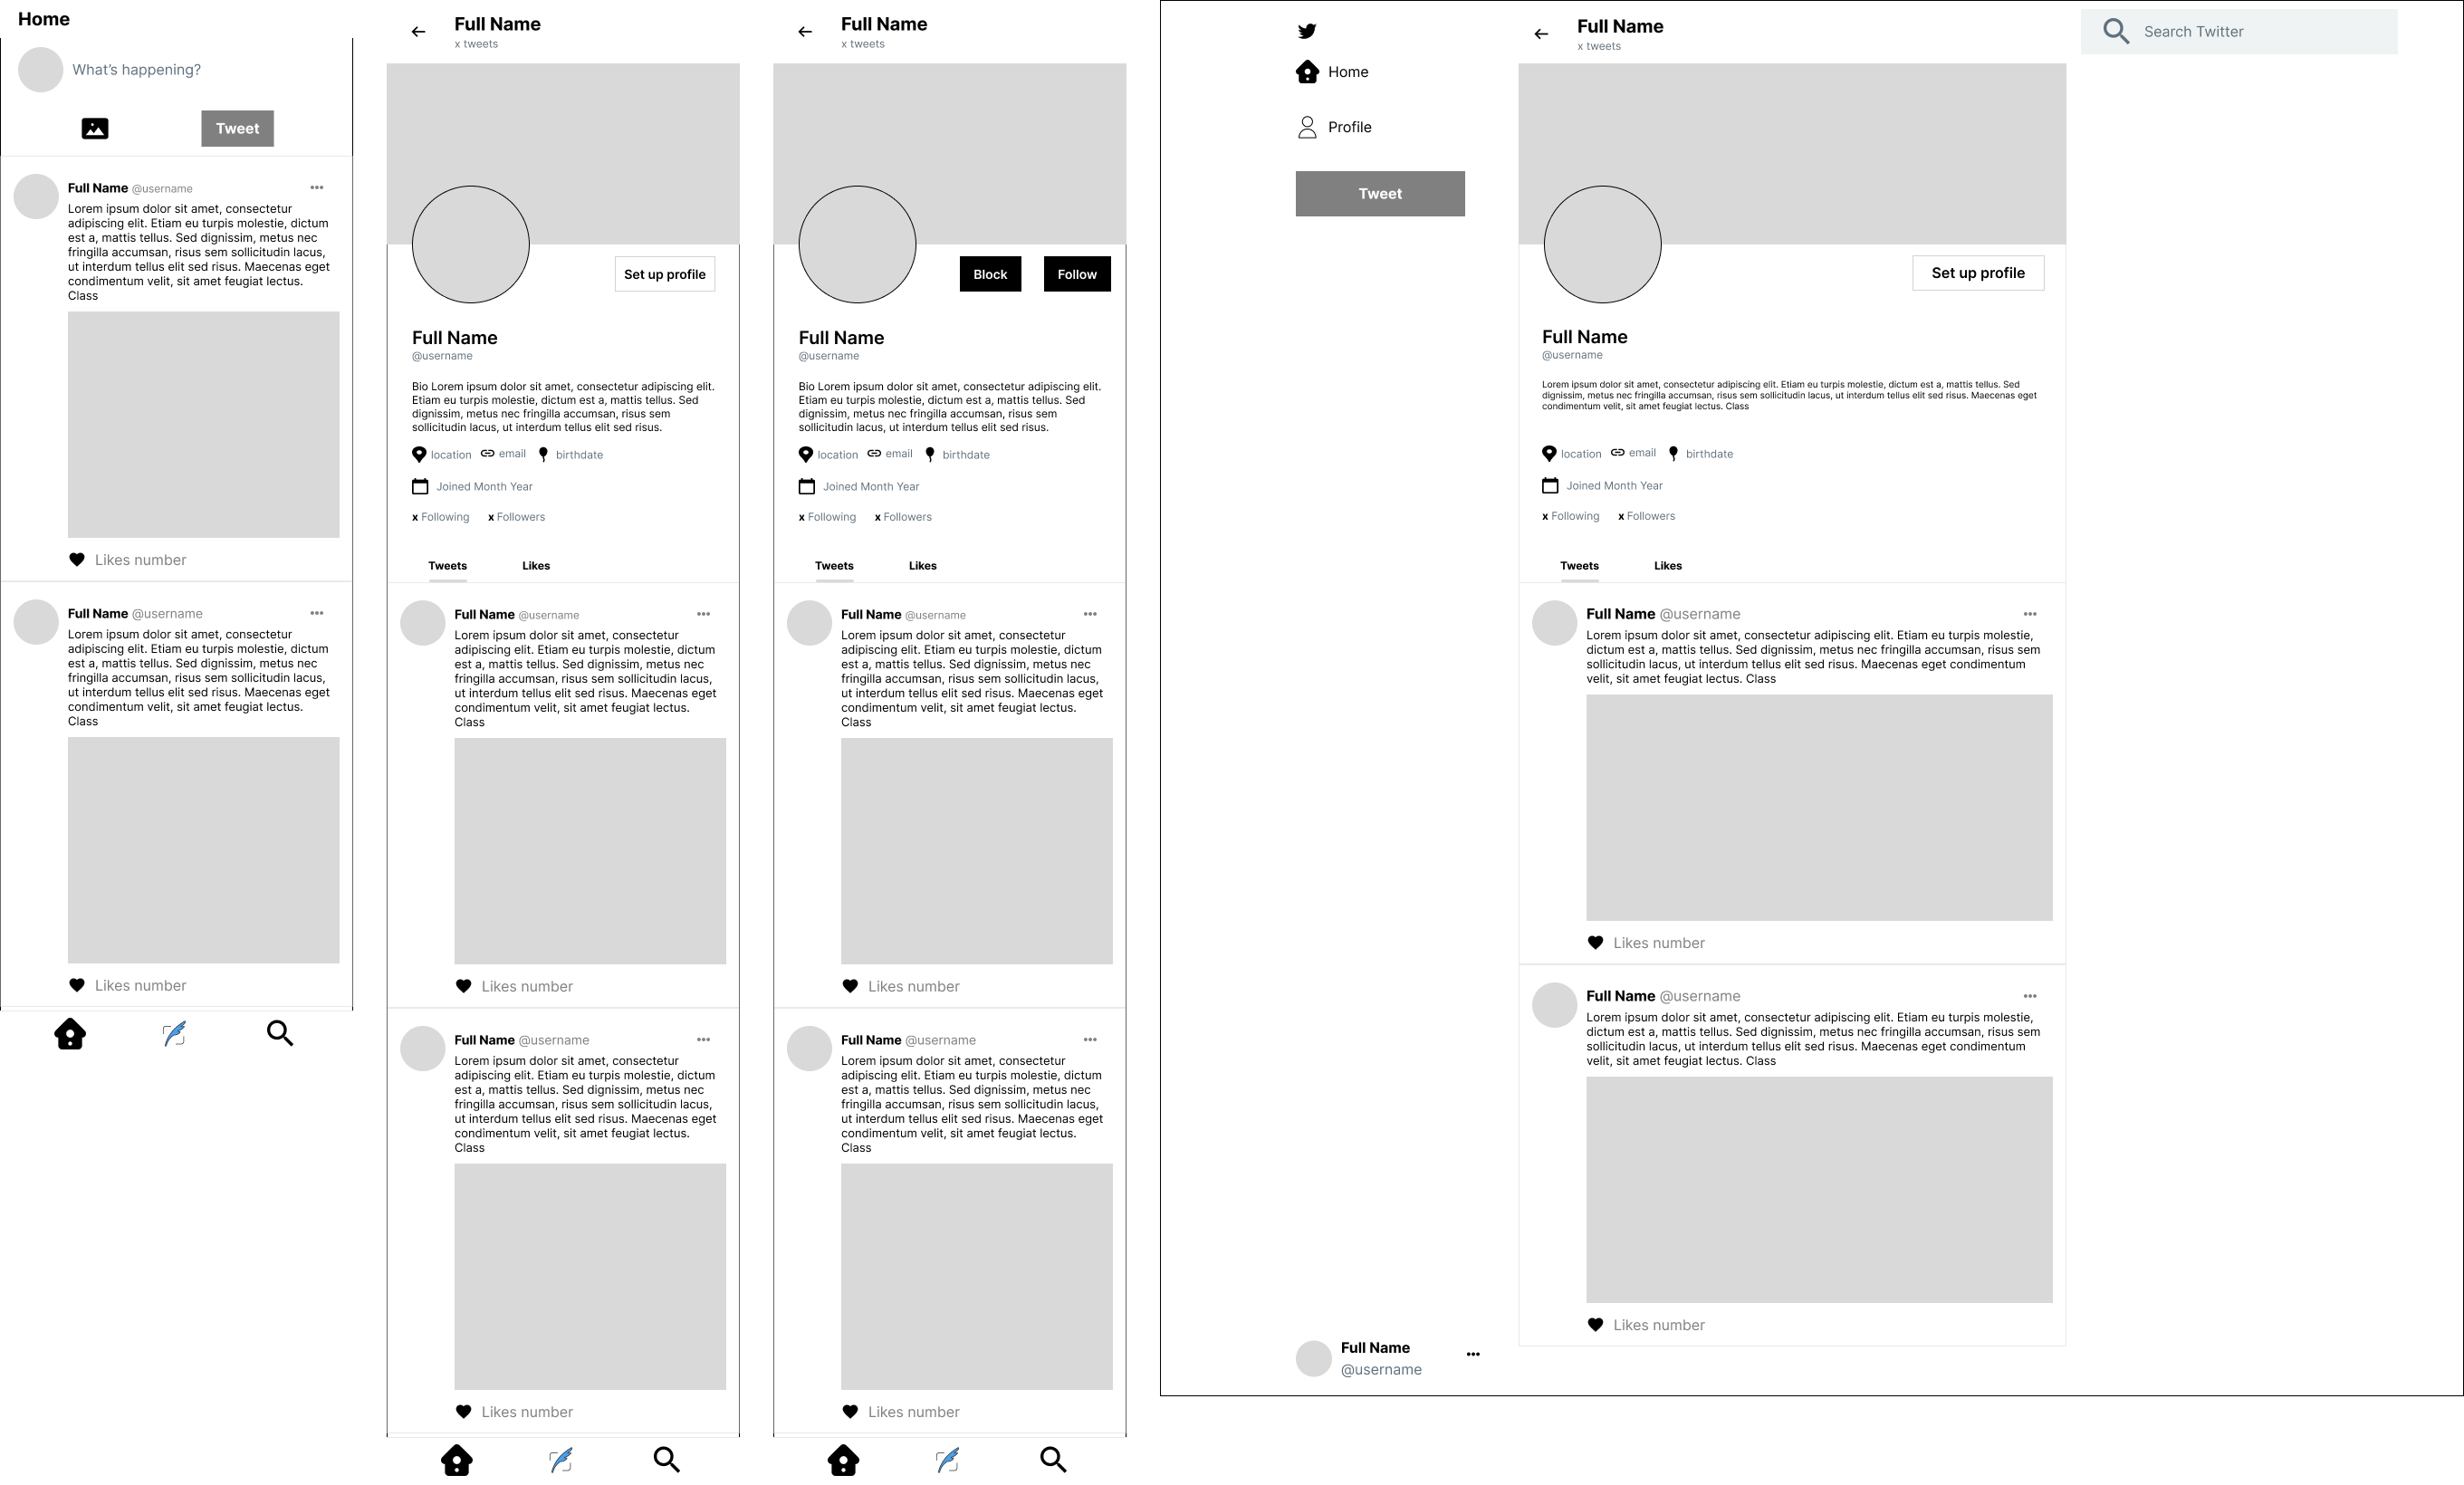 Home
What's happening?
Tweet
Full Name @username
Lorem ipsum dolor sit amet, consectetur
adipiscing elit. Etiam eu turpis molestie, dictum
est a, mattis tellus. Sed dignissim, metus nec
fringilla accumsan, risus sem sollicitudin lacus,
ut interdum tellus elit sed risus. Maecenas eget
condimentum velit, sit amet feugiat lectus.
Class
Likes number
Full Name @username
Lorem ipsum dolor sit amet, consectetur
adipiscing elit. Etiam eu turpis molestie, dictum
est a, mattis tellus. Sed dignissim, metus nec
fringilla accumsan, risus sem sollicitudin lacus,
ut interdum tellus elit sed risus. Maecenas eget
condimentum velit, sit amet feugiat lectus.
Class
Likes number
Full Name
x tweets
Set up profile
Full Name
@username
Bio Lorem ipsum dolor sit amet, consectetur adipiscing elit.
Etiam eu turpis molestie, dictum est a, mattis tellus. Sed
dignissim, metus nec fringilla accumsan, risus sem
sollicitudin lacus, ut interdum tellus elit sed risus.
location email birthdate
Joined Month Year
x Following x Followers
Tweets Likes
Full Name @username
Lorem ipsum dolor sit amet, consectetur
adipiscing elit. Etiam eu turpis molestie, dictum
est a, mattis tellus. Sed dignissim, metus nec
fringilla accumsan, risus sem sollicitudin lacus,
ut interdum tellus elit sed risus. Maecenas eget
condimentum velit, sit amet feugiat lectus.
Class
Likes number
Full Name @username
Lorem ipsum dolor sit amet, consectetur
adipiscing elit. Etiam eu turpis molestie, dictum
est a, mattis tellus. Sed dignissim, metus nec
fringilla accumsan, risus sem sollicitudin lacus,
ut interdum tellus elit sed risus. Maecenas eget
condimentum velit, sit amet feugiat lectus.
Class
Likes number
Full Name
x tweets
Block Follow
Full Name
@username
Bio Lorem ipsum dolor sit amet, consectetur adipiscing elit.
Etiam eu turpis molestie, dictum est a, mattis tellus. Sed
dignissim, metus nec fringilla accumsan, risus sem
sollicitudin lacus, ut interdum tellus elit sed risus.
location email birthdate
Joined Month Year
x Following x Followers
Tweets Likes
Full Name @username
Lorem ipsum dolor sit amet, consectetur
adipiscing elit. Etiam eu turpis molestie, dictum
est a, mattis tellus. Sed dignissim, metus nec
fringilla accumsan, risus sem sollicitudin lacus,
ut interdum tellus elit sed risus. Maecenas eget
condimentum velit, sit amet feugiat lectus.
Class
Likes number
Full Name @username
Lorem ipsum dolor sit amet, consectetur
adipiscing elit. Etiam eu turpis molestie, dictum
est a, mattis tellus. Sed dignissim, metus nec
fringilla accumsan, risus sem sollicitudin lacus,
ut interdum tellus elit sed risus. Maecenas eget
condimentum velit, sit amet feugiat lectus.
Class
Likes number
Home
Profile
Tweet
Full Name
@username
Full Name
x tweets
Set up profile
Full Name
@username
Lorem ipsum dolor sit amet, consectetur adipiscing elit. Etiam eu turpis molestie, dictum est a, mattis tellus. Sed
dignissim, metus nec fringilla accumsan, risus sem sollicitudin lacus, ut interdum tellus elit sed risus. Maecenas eget
condimentum velit, sit amet feugiat lectus. Class
location email birthdate
Joined Month Year
x Following x Followers
Tweets Likes
Full Name @username
Lorem ipsum dolor sit amet, consectetur adipiscing elit. Etiam eu turpis molestie,
dictum est a, mattis tellus. Sed dignissim, metus nec fringilla accumsan, risus sem
sollicitudin lacus, ut interdum tellus elit sed risus. Maecenas eget condimentum
velit, sit amet feugiat lectus. Class
Likes number
Full Name @username
Lorem ipsum dolor sit amet, consectetur adipiscing elit. Etiam eu turpis molestie,
dictum est a, mattis tellus. Sed dignissim, metus nec fringilla accumsan, risus sem
sollicitudin lacus, ut interdum tellus elit sed risus. Maecenas eget condimentum
velit, sit amet feugiat lectus. Class
Likes number
Search Twitter